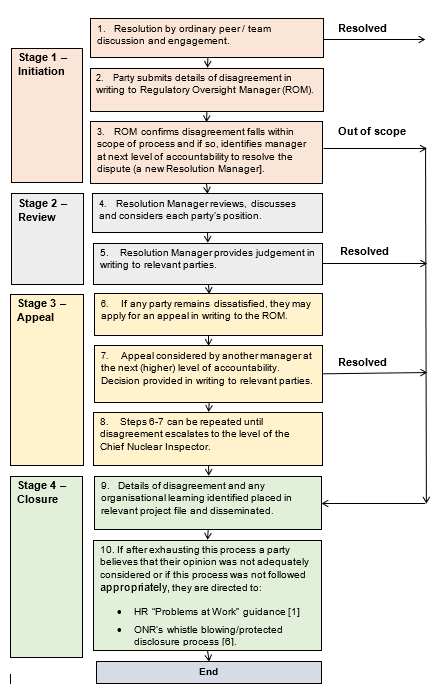 1. Resolution by ordinary peer / team
discussion and engagement.
Resolved
Stage 1 –
Initiation
2. Party submits details of disagreement in
writing to Regulatory Oversight Manager (ROM).
3. ROM confirms disagreement falls within
scope of process and if so, identifies manager
at next level of accountability to resolve the
dispute (a new Resolution Manager].
Out of scope
Stage 2 –
Review
4. Resolution Manager reviews, discusses
and considers each party's position.
5. Resolution Manager provides judgement in
writing to relevant parties.
Resolved
Stage 3 –
Appeal
6. If any party remains dissatisfied, they may
apply for an appeal in writing to the ROM.
7. Appeal considered by another manager at
the next (higher) level of accountability.
Decision provided in writing to relevant parties.
Resolved
8. Steps 6-7 can be repeated until
disagreement escalates to the level of the
Chief Nuclear Inspector.
Stage 4 –
Closure
9. Details of disagreement and any
organisational learning identified placed in
relevant project file and disseminated.
10. If after exhausting this process a party
believes that their opinion was not adequately
considered or if this process was not followed
appropriately, they are directed to:
• HR "Problems at Work" guidance [1]
• ONR's whistle blowing/protected
disclosure process [6].
End